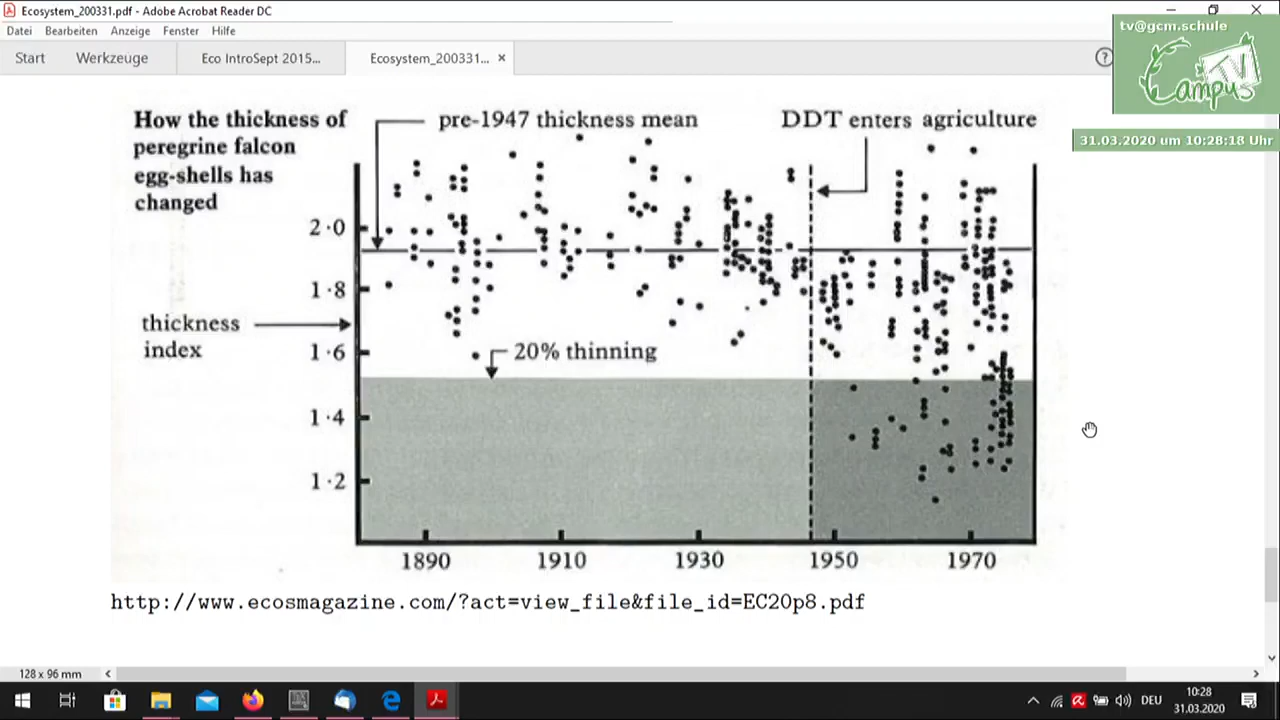 Ecosystem_200331.pdf - Adobe Acrobat Reader DC
Datei Bearbeiten Anzeige Fenster Hilfe
Start Werkzeuge Eco IntroSept 2015... Ecosystem_200331... ×
tv@gcm.schule
Campus TV
31.03.2020 um 10:28:18 Uhr
How the thickness of
peregrine falcon
egg-shells has
changed
pre-1947 thickness mean
DDT enters agriculture
2·0
1·8
thickness
index
1·6
20% thinning
1·4
1·2
1890 1910 1930 1950 1970
http://www.ecosmagazine.com/?act=view_file&file_id=EC20p8.pdf
128 x 96 mm
DEU
10:28
31.03.2020